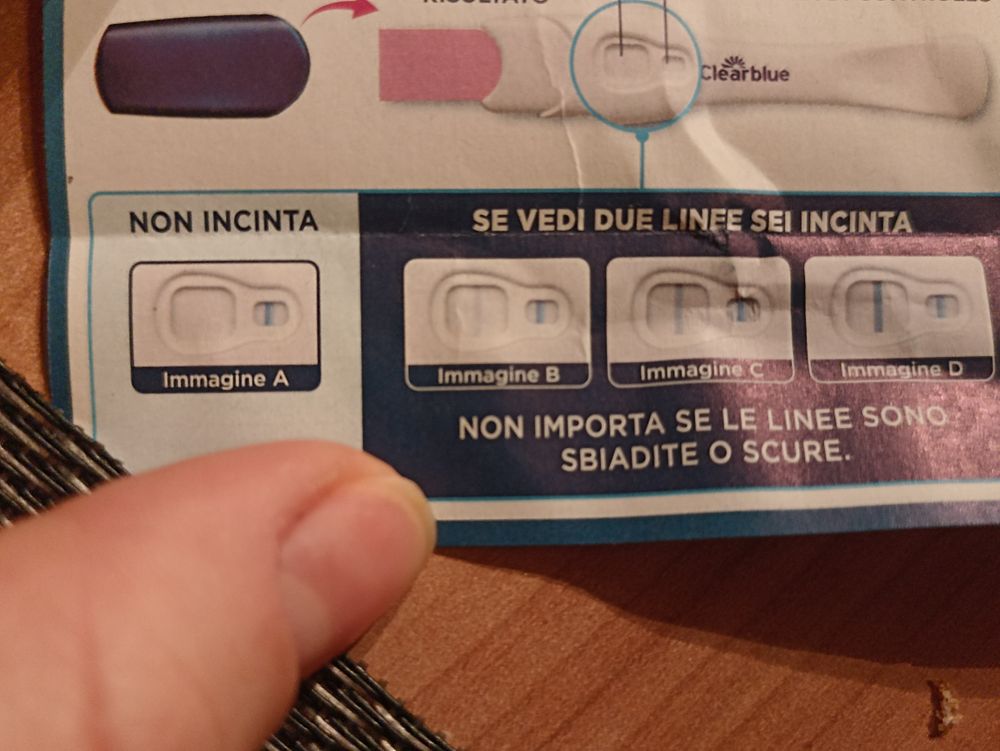 RISULTATO
Clearblue
NON INCINTA
SE VEDI DUE LINEE SEI INCINTA
Immagine A
Immagine B
Immagine C
Immagine D
NON IMPORTA SE LE LINEE SONO
SBIADITE O SCURE.